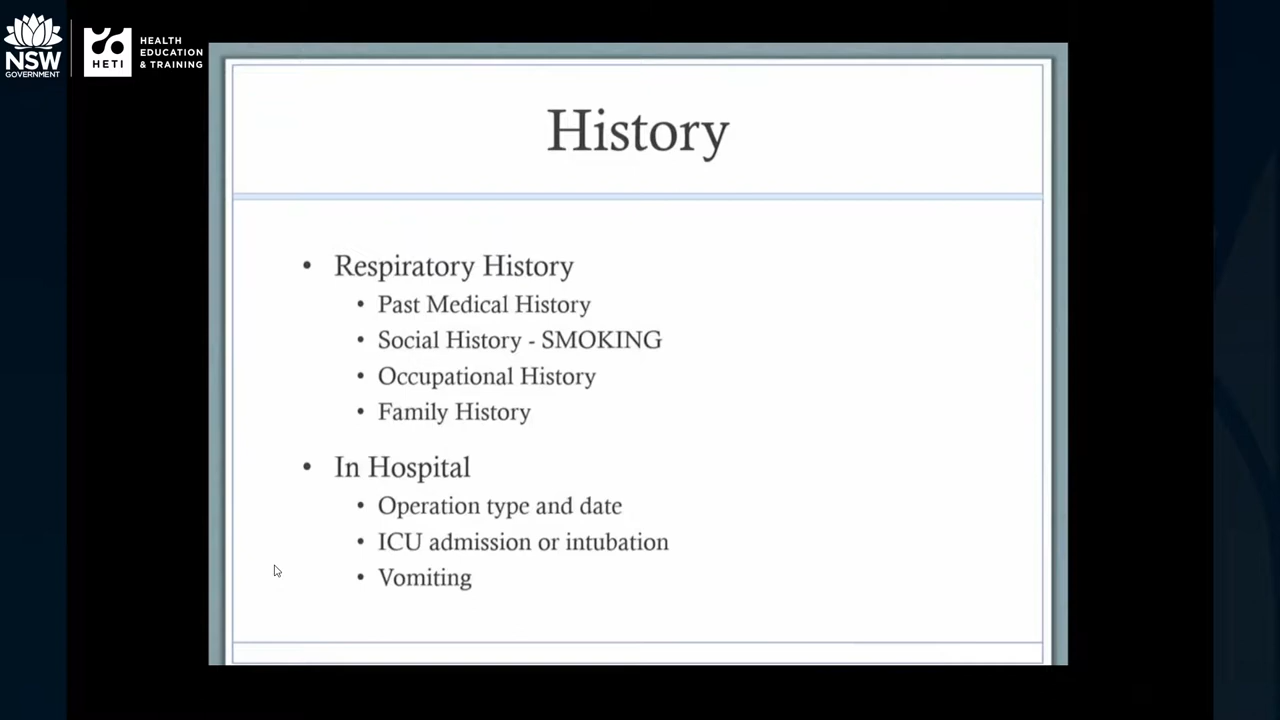 NSW
GOVERNMENT
HETI
HEALTH
EDUCATION
& TRAINING
History
• Respiratory History
• Past Medical History
• Social History - SMOKING
• Occupational History
• Family History
• In Hospital
• Operation type and date
• ICU admission or intubation
• Vomiting